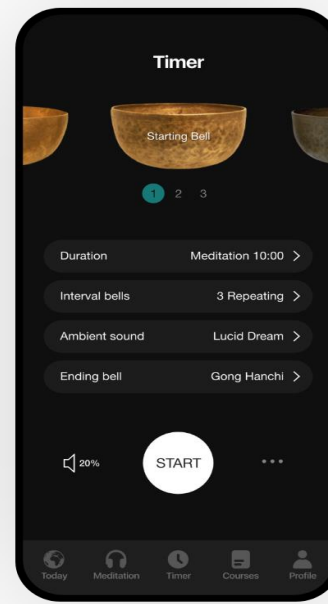 Timer
Starting Bell
1 2 3
Duration Meditation 10:00 >
Interval bells 3 Repeating >
Ambient sound Lucid Dream >
Ending bell Gong Hanchi >
20% START ...
Today Meditation Timer Courses Profile